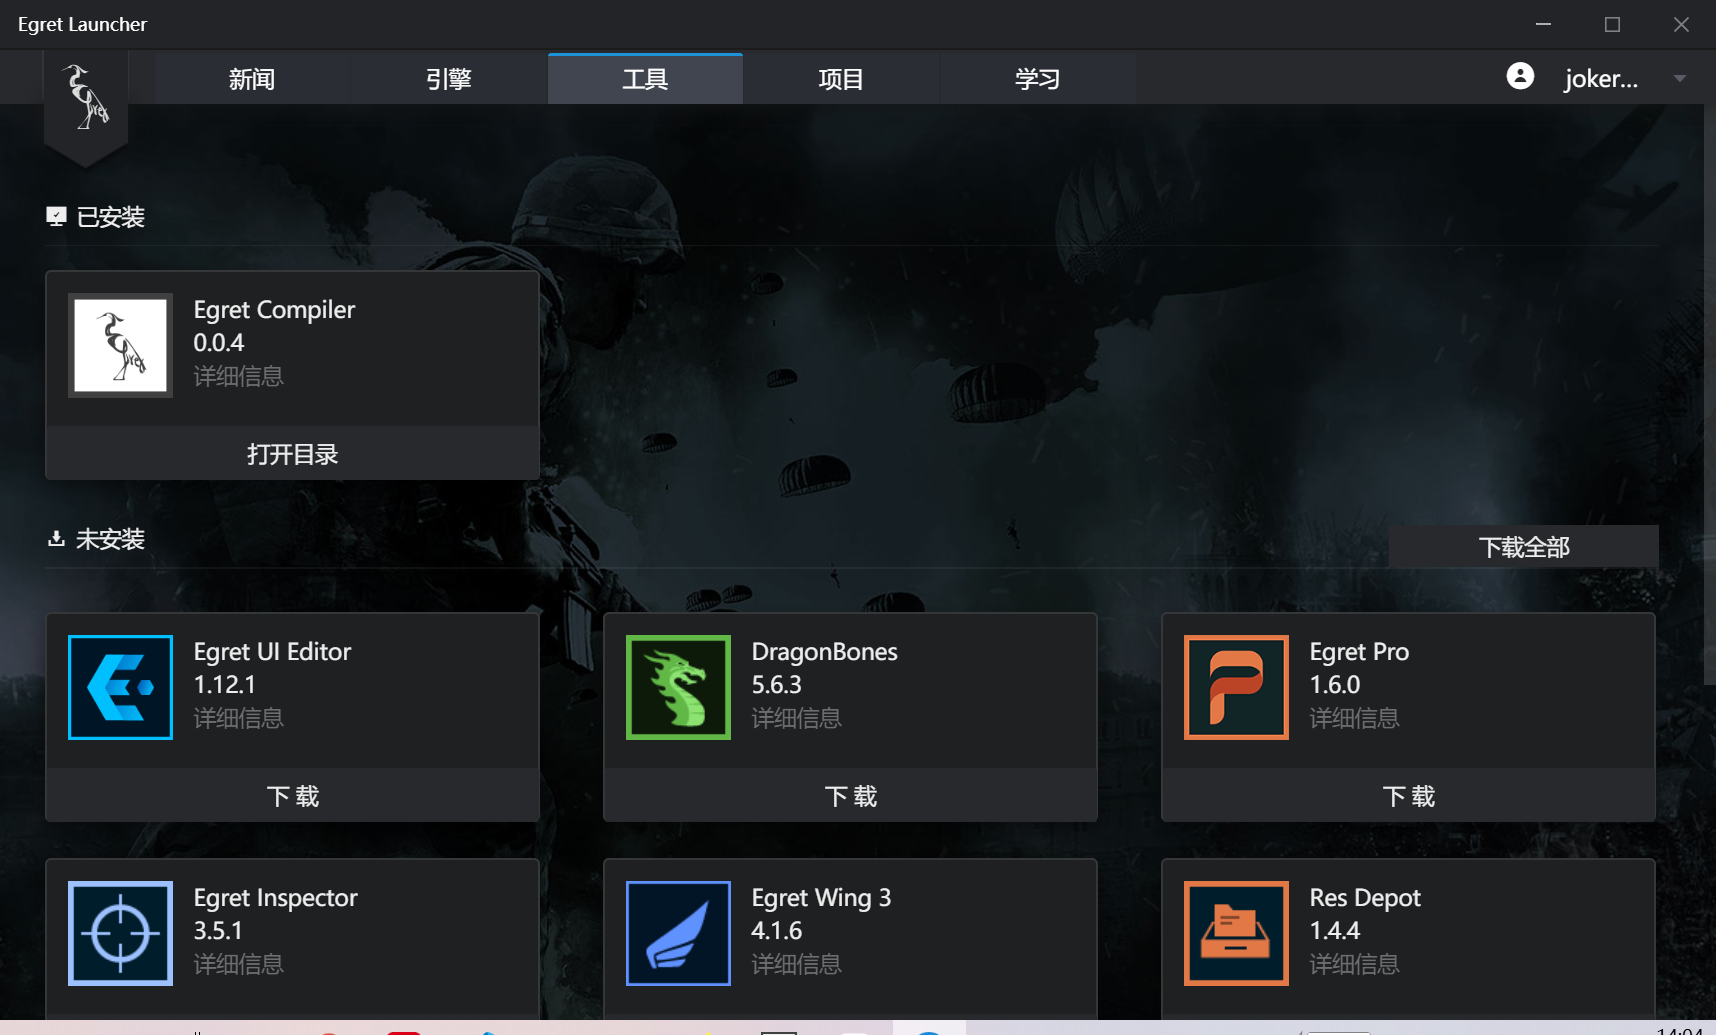 Egret Launcher
新闻
引擎
工具
项目
学习
joker...
已安装
Egret Compiler
0.0.4
详细信息
打开目录
未安装
下载全部
Egret UI Editor
1.12.1
详细信息
下 载
DragonBones
5.6.3
详细信息
下 载
Egret Pro
1.6.0
详细信息
下 载
Egret Inspector
3.5.1
详细信息
Egret Wing 3
4.1.6
详细信息
Res Depot
1.4.4
详细信息